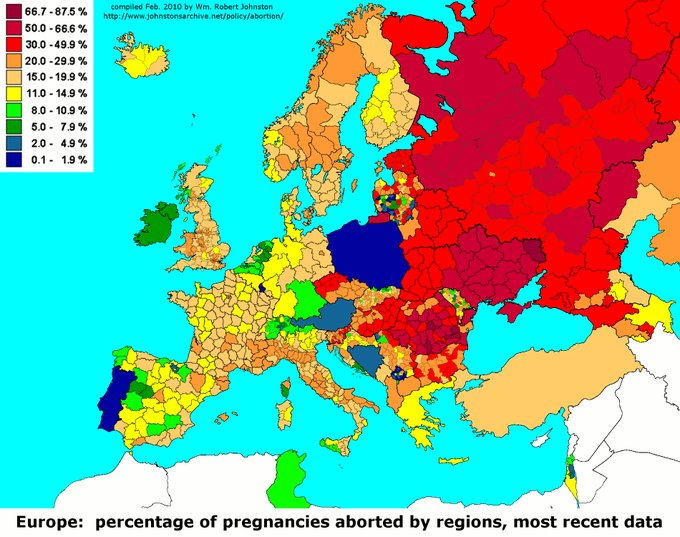 compiled Feb. 2010 by Wm. Robert Johnston
http://www.johnstonsarchive.net/policy/abortion/
66.7 - 87.5 %
50.0 - 66.6 %
30.0 - 49.9 %
20.0 - 29.9 %
15.0 - 19.9 %
11.0 - 14.9 %
8.0 - 10.9 %
5.0 - 7.9 %
2.0 - 4.9 %
0.1 - 1.9 %
Europe: percentage of pregnancies aborted by regions, most recent data